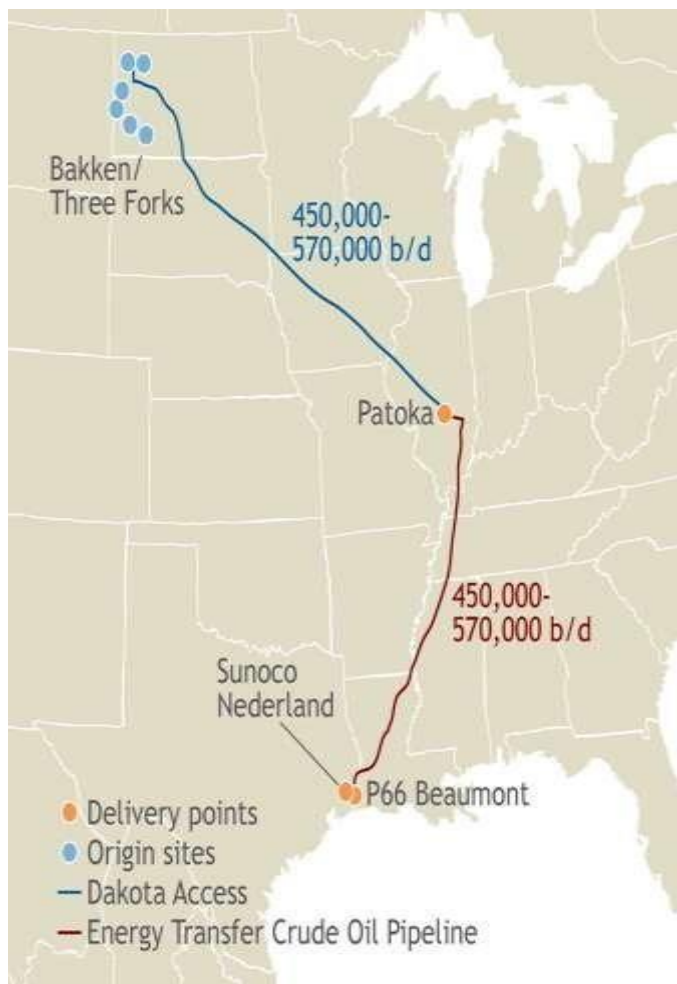 Bakken/
Three Forks
450,000-
570,000 b/d
Patoka
450,000-
570,000 b/d
Sunoco
Nederland
P66 Beaumont
Delivery points
Origin sites
Dakota Access
Energy Transfer Crude Oil Pipeline